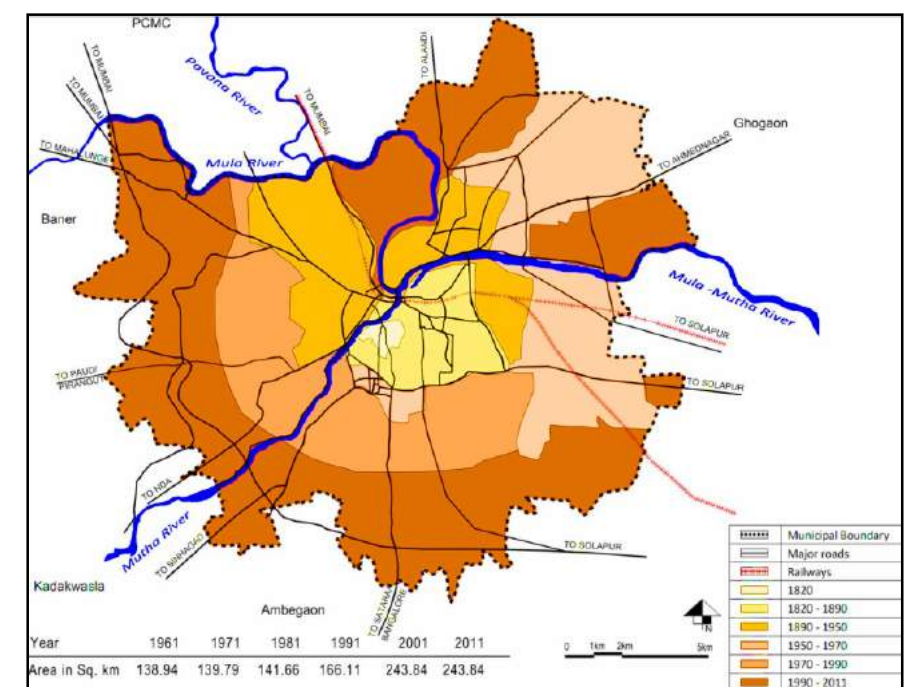 PCMC
TO MUMBAI
TO MUMBAI
Pavana River
TO MUMBAI
TO ALANDI
Ghogaon
TO AHMEDNAGAR
TO MAHALUNGE
Mula River
Baner
Mula -Mutha River
TO SOLAPUR
TO PAUD/
PIRANGUT
TO SOLAPUR
TO NDA
Mutha River
TO SINHAGAD
TO SOLAPUR
Kadakwasla
Ambegaon
TO SATARA
BANGALORE
Year 1961 1971 1981 1991 2001 2011
Area in Sq. km 138.94 139.79 141.66 166.11 243.84 243.84
N
0 1km 2km 5km
Municipal Boundary
Major roads
Railways
1820
1820 - 1890
1890 - 1950
1950 - 1970
1970 - 1990
1990 - 2011